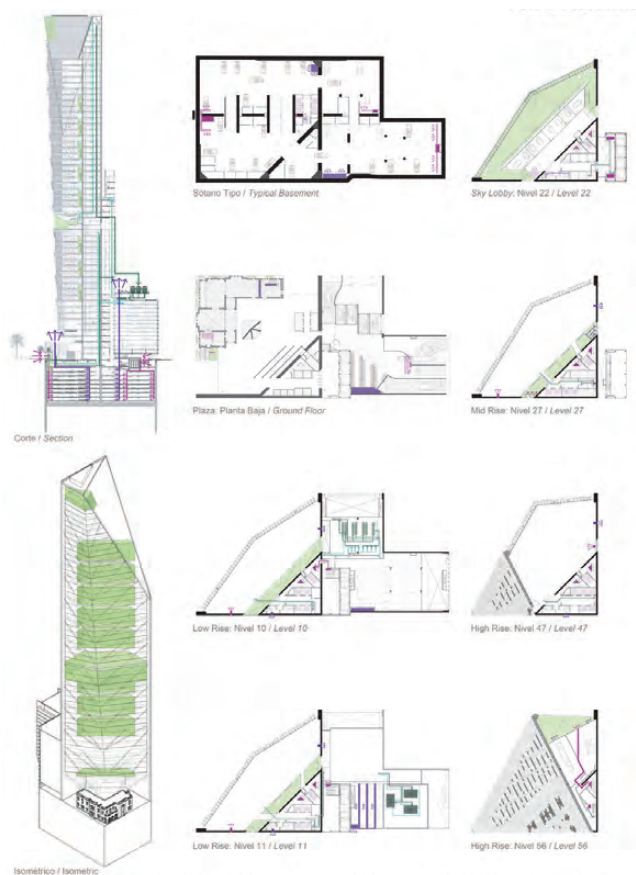 Sótano Tipo / Typical Basement
Sky Lobby: Nivel 22 / Level 22
Plaza: Planta Baja / Ground Floor
Mid Rise: Nivel 27 / Level 27
Corte / Section
Low Rise: Nivel 10 / Level 10
High Rise: Nivel 47 / Level 47
Low Rise: Nivel 11 / Level 11
High Rise: Nivel 56 / Level 56
Isométrico / Isometric